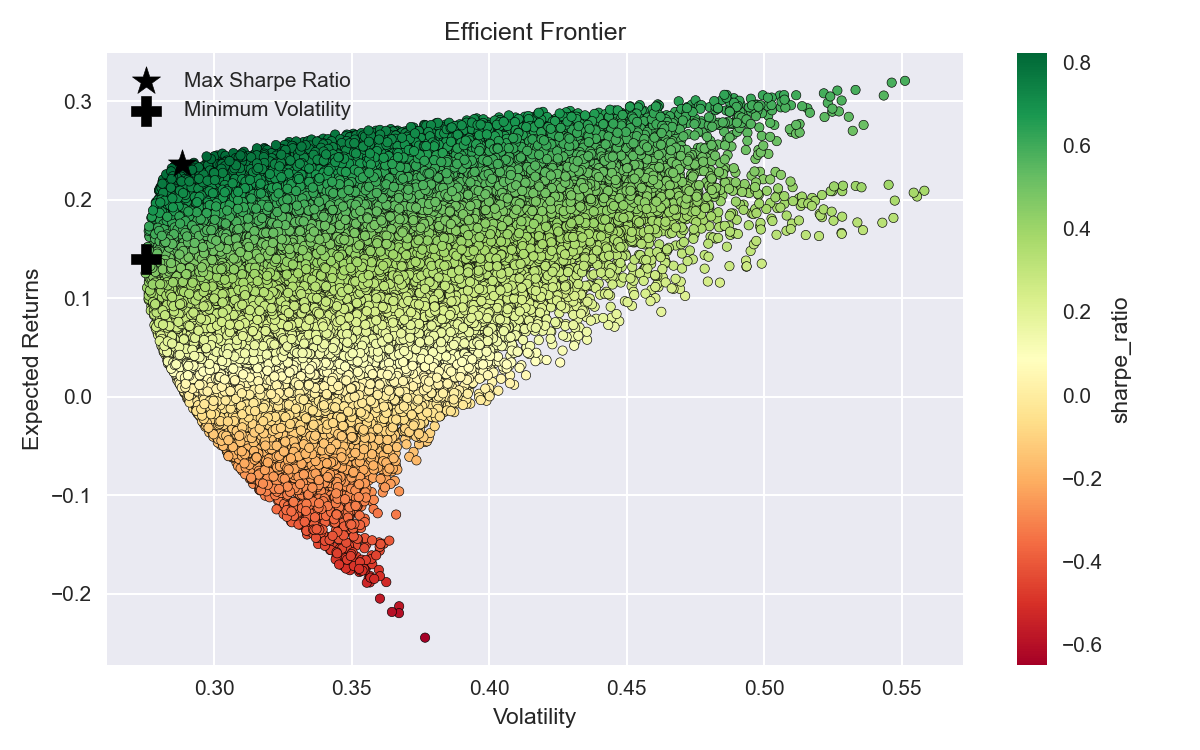 Efficient Frontier
Max Sharpe Ratio
Minimum Volatility
Expected Returns
0.3
0.2
0.1
0.0
−0.1
−0.2
0.30 0.35 0.40 0.45 0.50 0.55
Volatility
0.8
0.6
0.4
0.2
0.0
−0.2
−0.4
−0.6
sharpe_ratio